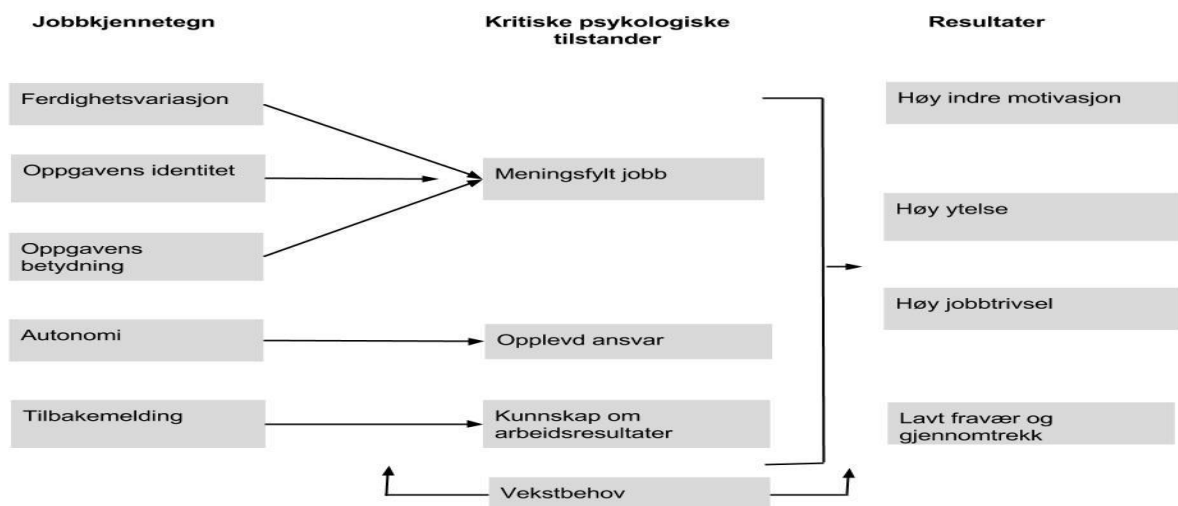 Jobbkjennetegn
Kritiske psykologiske
tilstander
Resultater
Ferdighetsvariasjon
Oppgavens identitet
Oppgavens
betydning
Autonomi
Tilbakemelding
Meningsfylt jobb
Opplevd ansvar
Kunnskap om
arbeidsresultater
Vekstbehov
Høy indre motivasjon
Høy ytelse
Høy jobbtrivsel
Lavt fravær og
gjennomtrekk